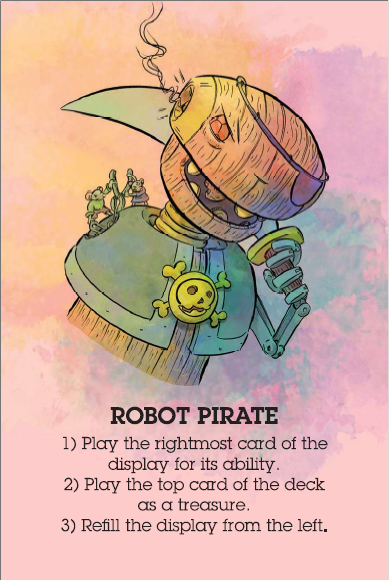 ROBOT PIRATE
1) Play the rightmost card of the
display for its ability.
2) Play the top card of the deck
as a treasure.
3) Refill the display from the left.